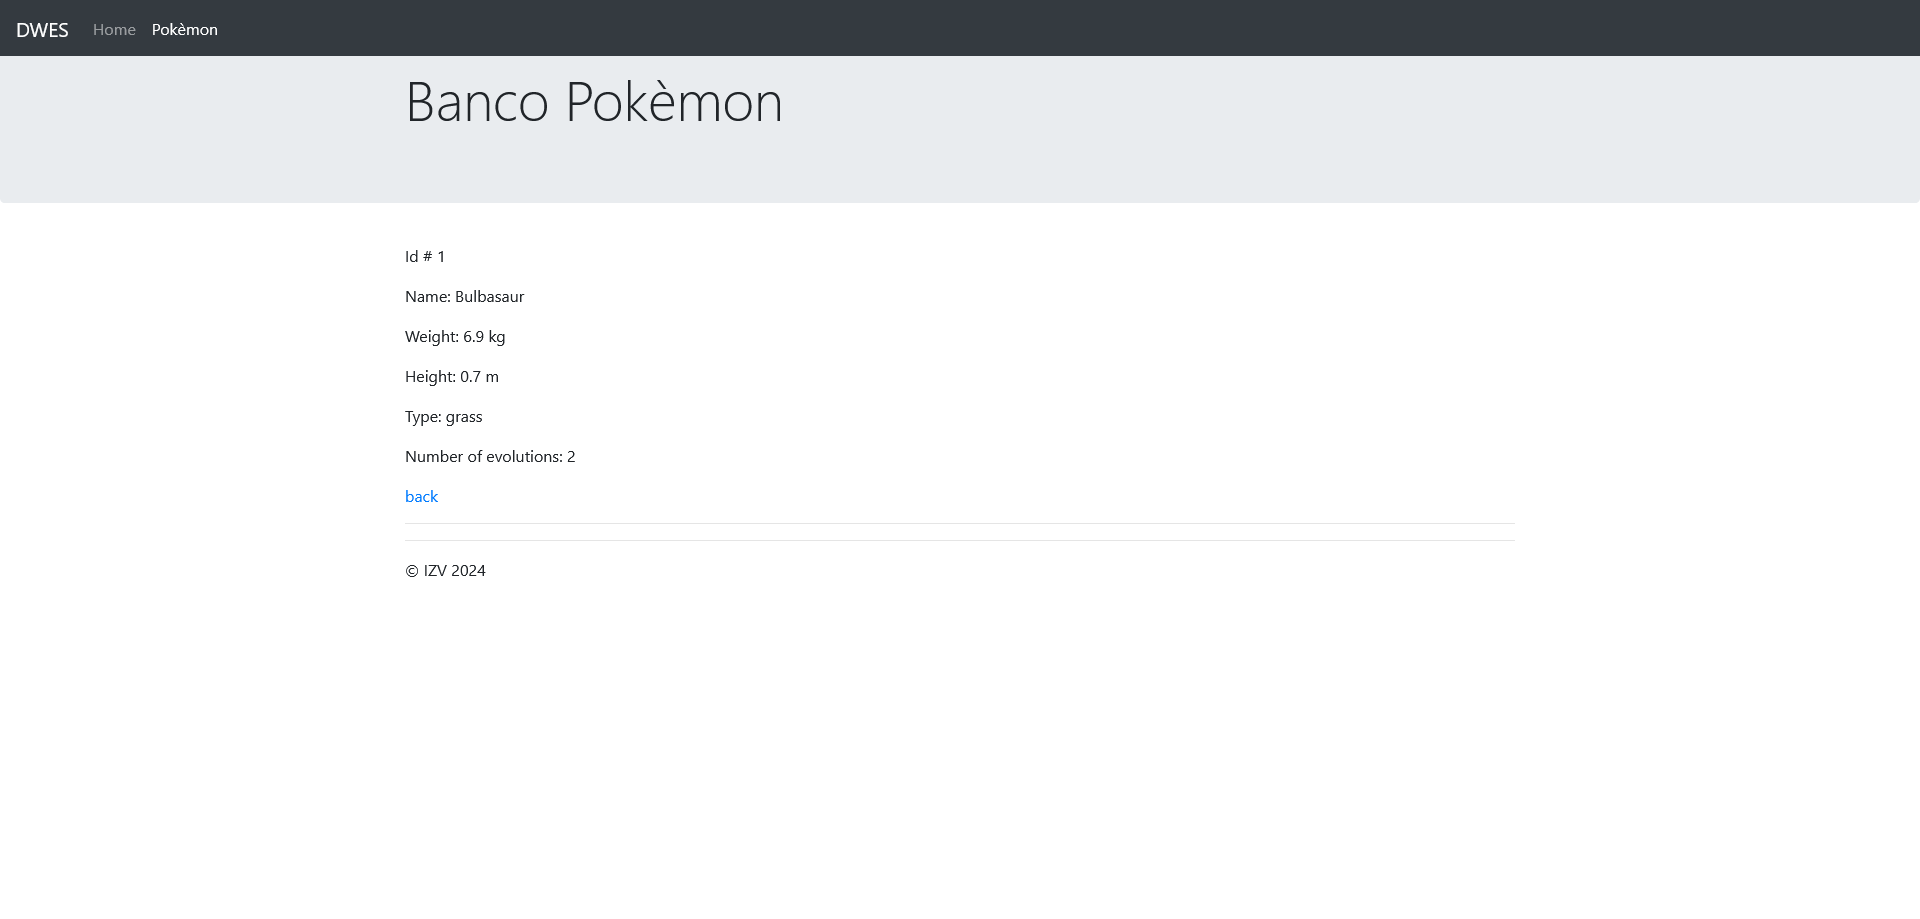 DWES Home Pokèmon
Banco Pokèmon
Id # 1
Name: Bulbasaur
Weight: 6.9 kg
Height: 0.7 m
Type: grass
Number of evolutions: 2
back
© IZV 2024